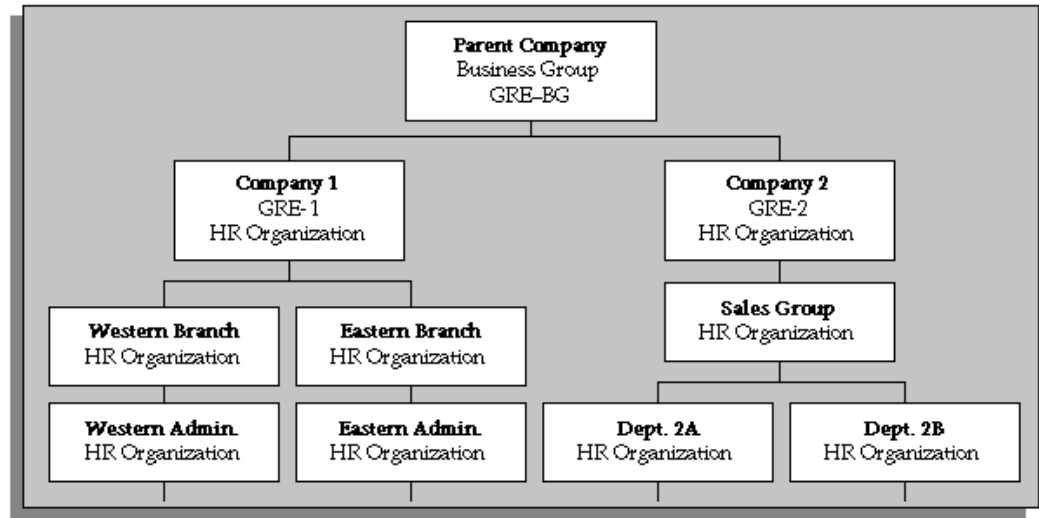 Parent Company
Business Group
GRE–BG
Company 1
GRE-1
HR Organization
Company 2
GRE-2
HR Organization
Western Branch
HR Organization
Eastern Branch
HR Organization
Sales Group
HR Organization
Western Admin.
HR Organization
Eastern Admin.
HR Organization
Dept. 2A
HR Organization
Dept. 2B
HR Organization